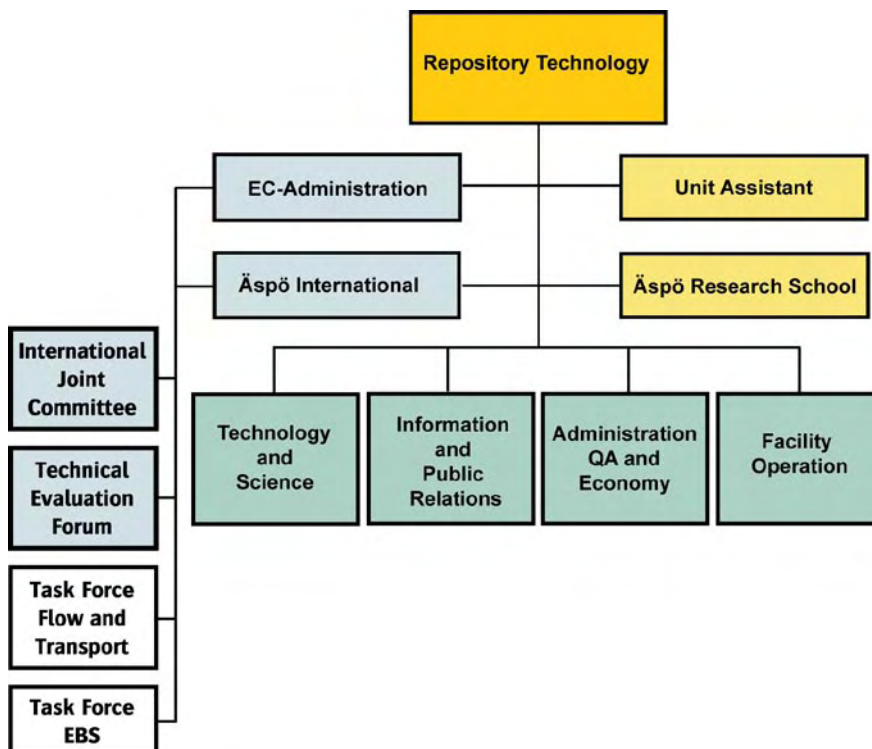 Repository Technology
EC-Administration
Unit Assistant
Äspö International
Äspö Research School
International
Joint
Committee
Technical
Evaluation
Forum
Task Force
Flow and
Transport
Task Force
EBS
Technology
and
Science
Information
and
Public
Relations
Administration
QA and
Economy
Facility
Operation